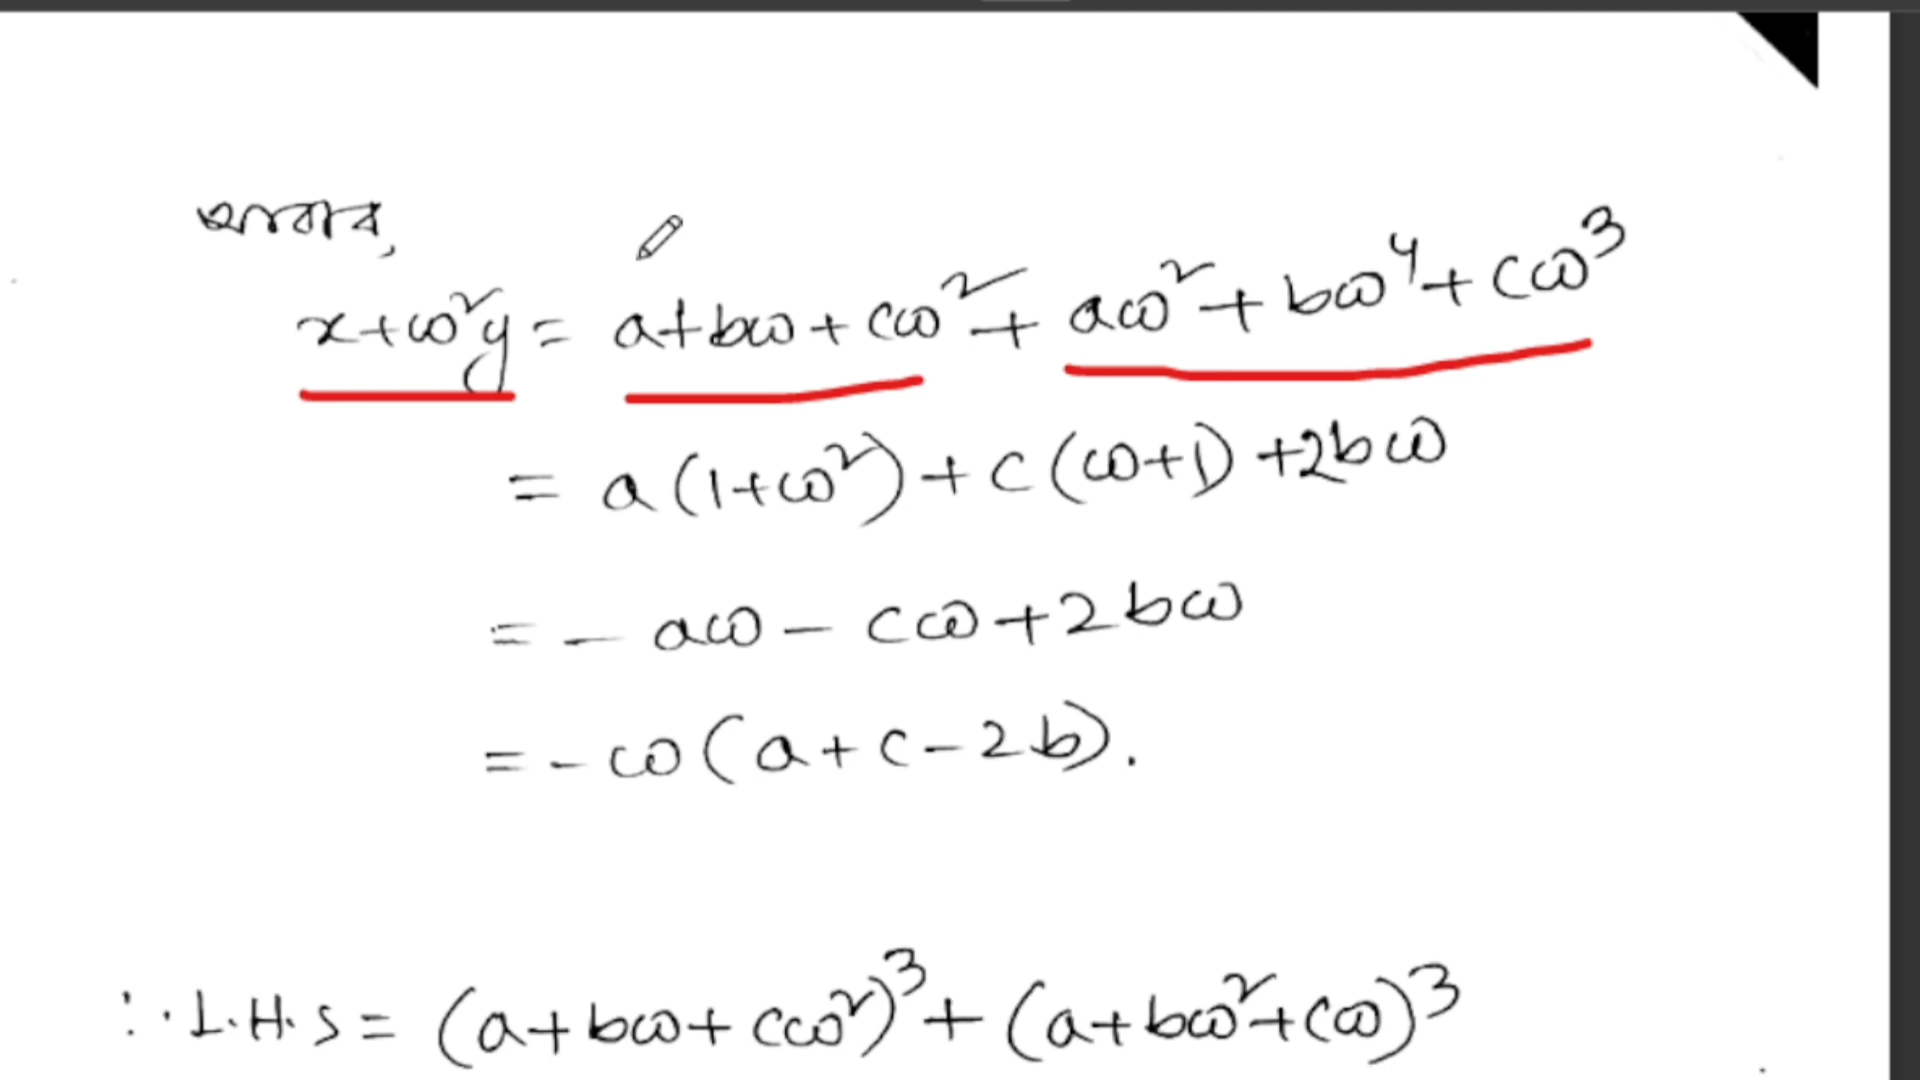 আবার,
x+ω²y = a+bω+cω²+aω²+bω⁴+cω³
= a(1+ω²)+c(ω+1)+2bω
= - aω - cω+2bω
= -ω(a+c-2b).
∴ L.H.S = (a+bω+cω²)³+(a+bω²+cω)³